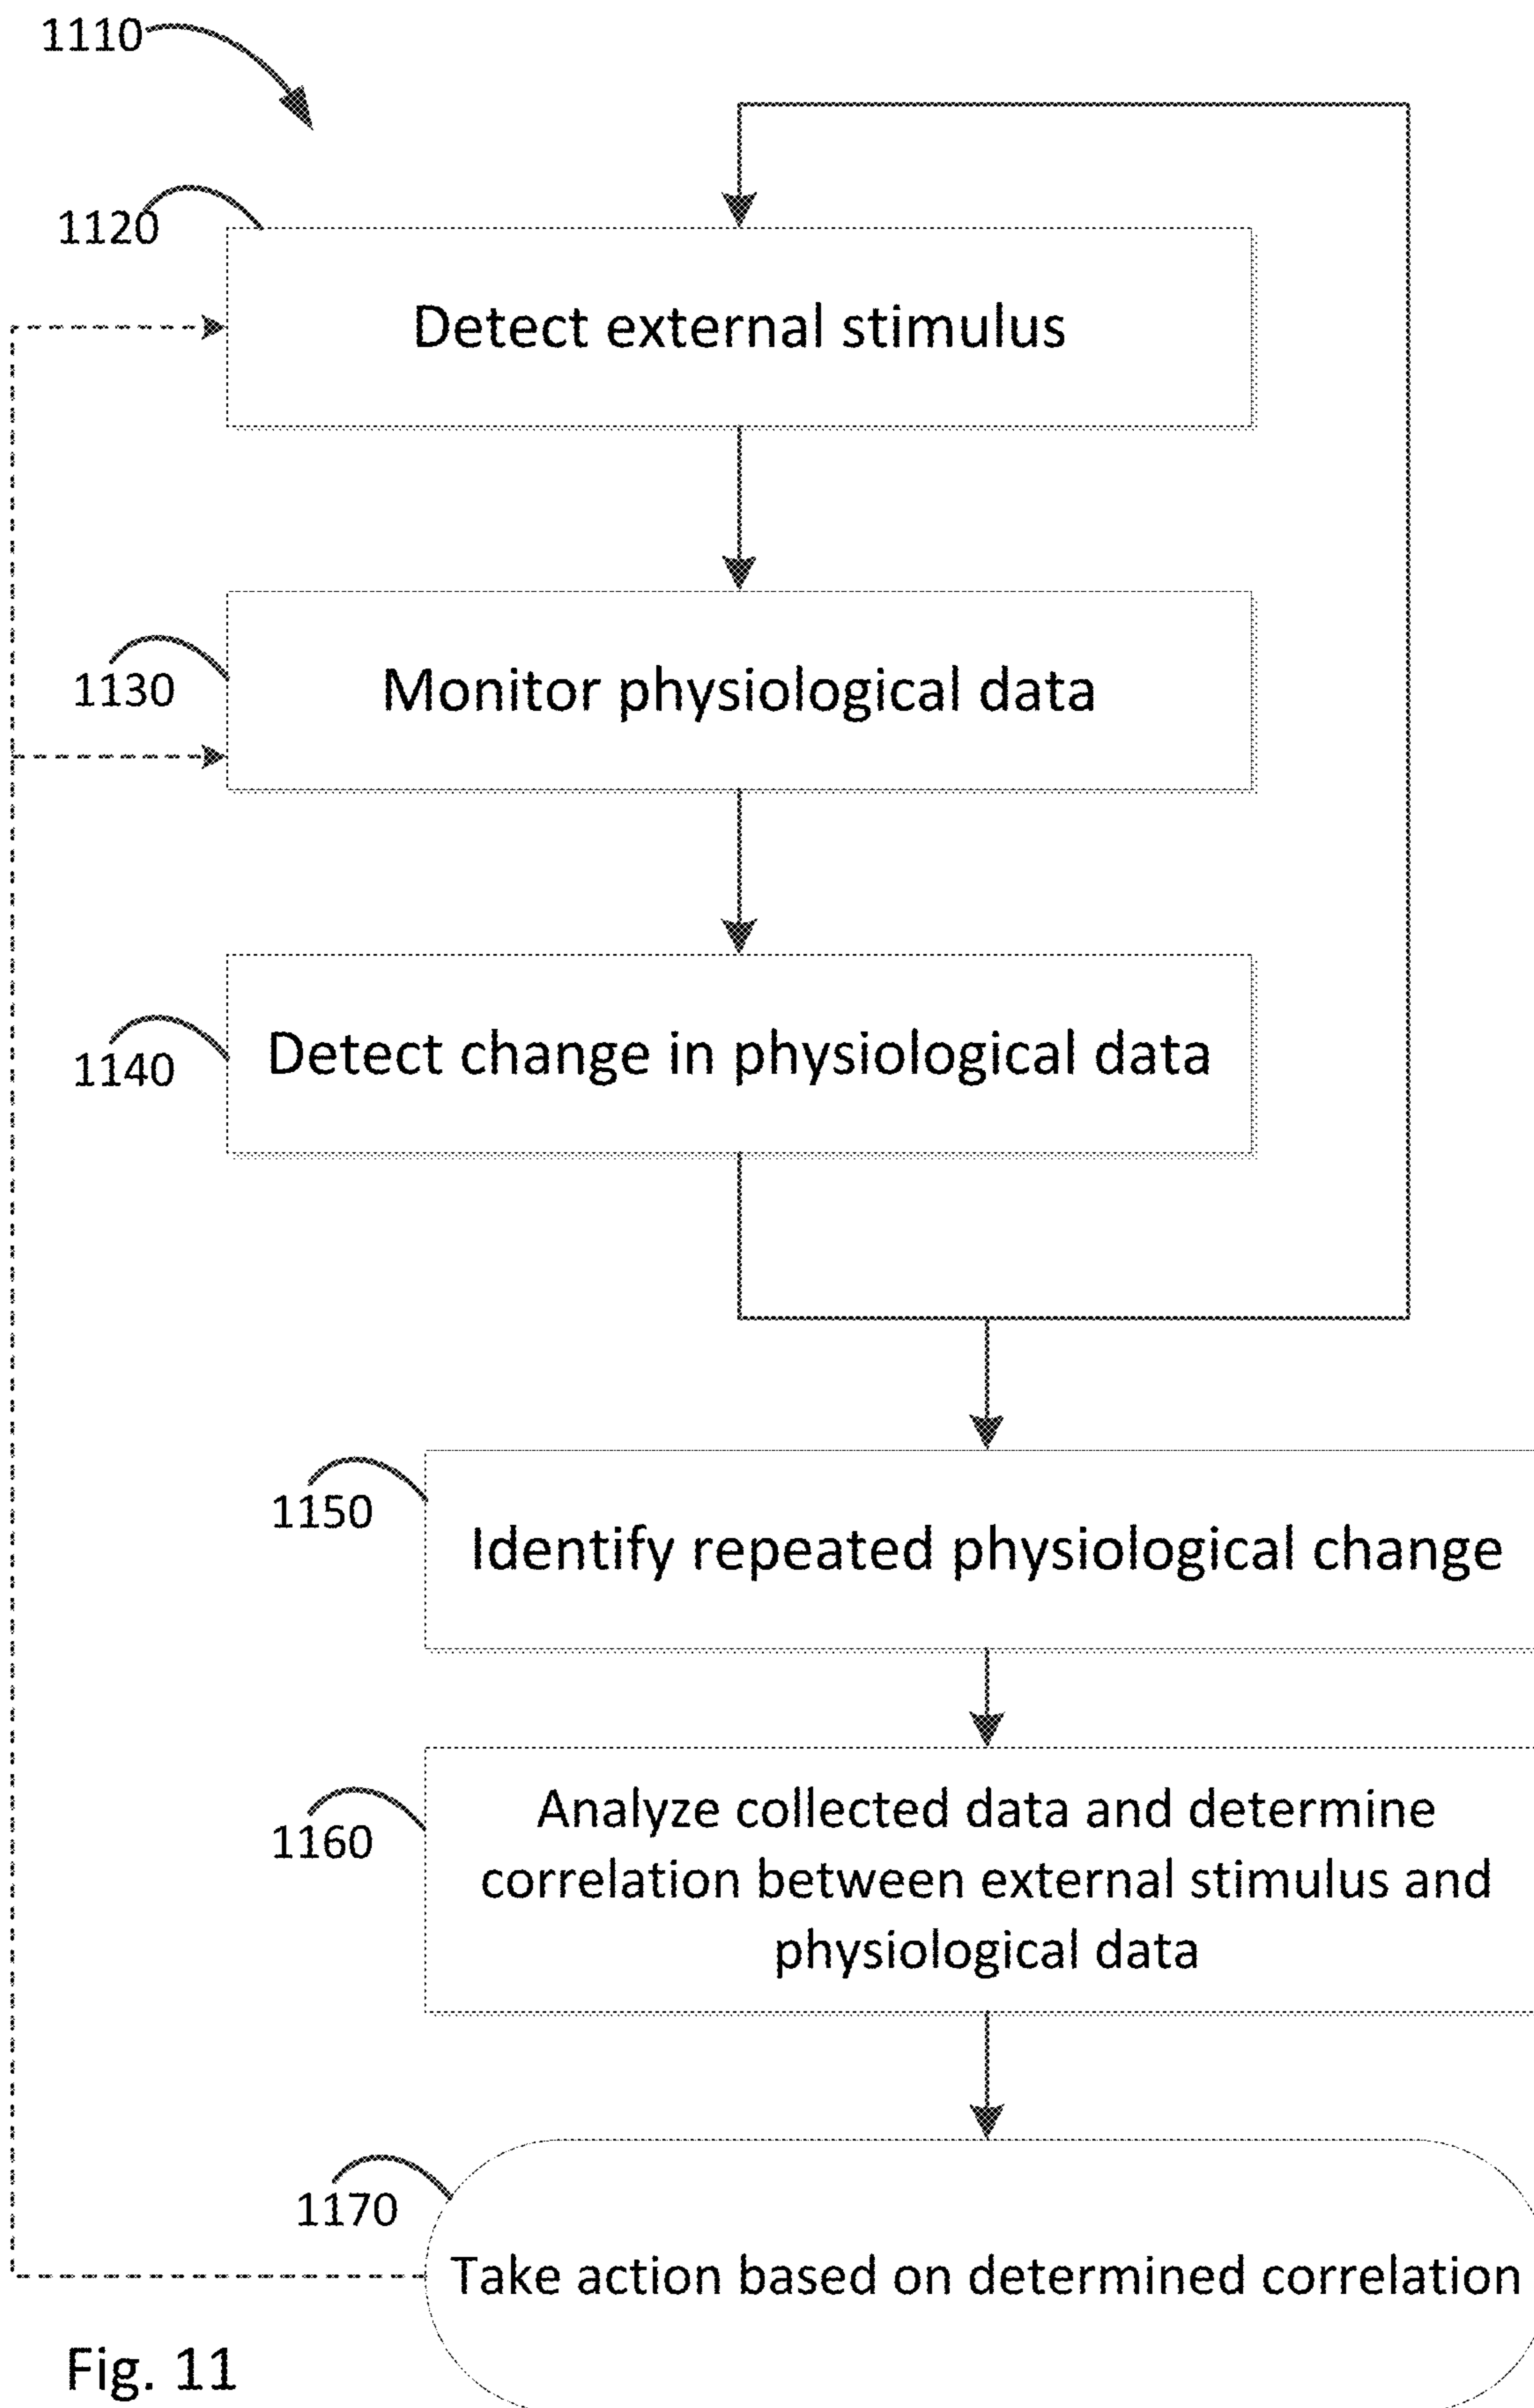 1110
1120
Detect external stimulus
1130
Monitor physiological data
1140
Detect change in physiological data
1150
Identify repeated physiological change
1160
Analyze collected data and determine
correlation between external stimulus and
physiological data
1170
Take action based on determined correlation
Fig. 11